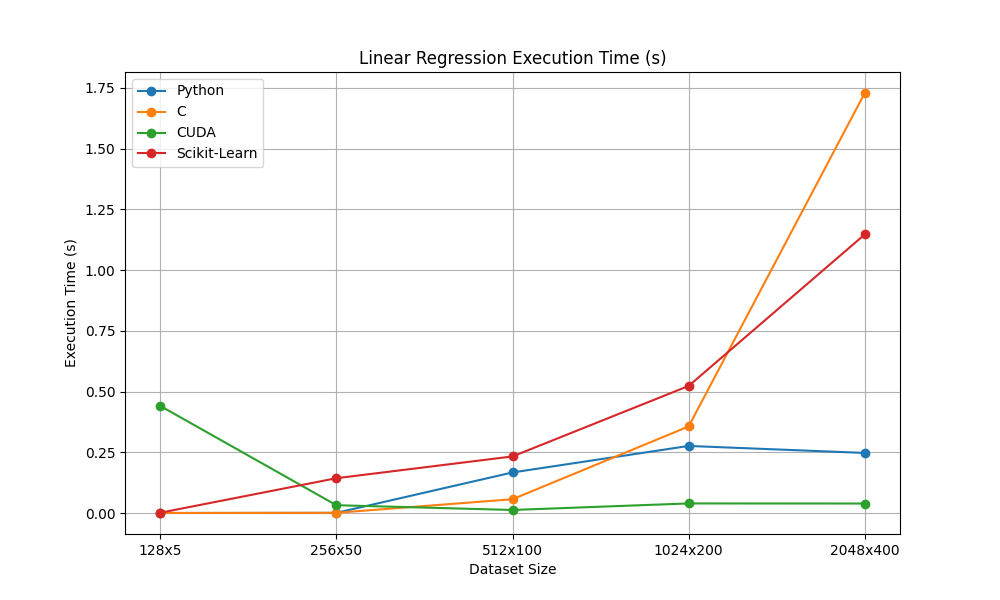 Linear Regression Execution Time (s)
Python
C
CUDA
Scikit-Learn
Execution Time (s)
1.75
1.50
1.25
1.00
0.75
0.50
0.25
0.00
128x5
256x50
512x100
1024x200
2048x400
Dataset Size